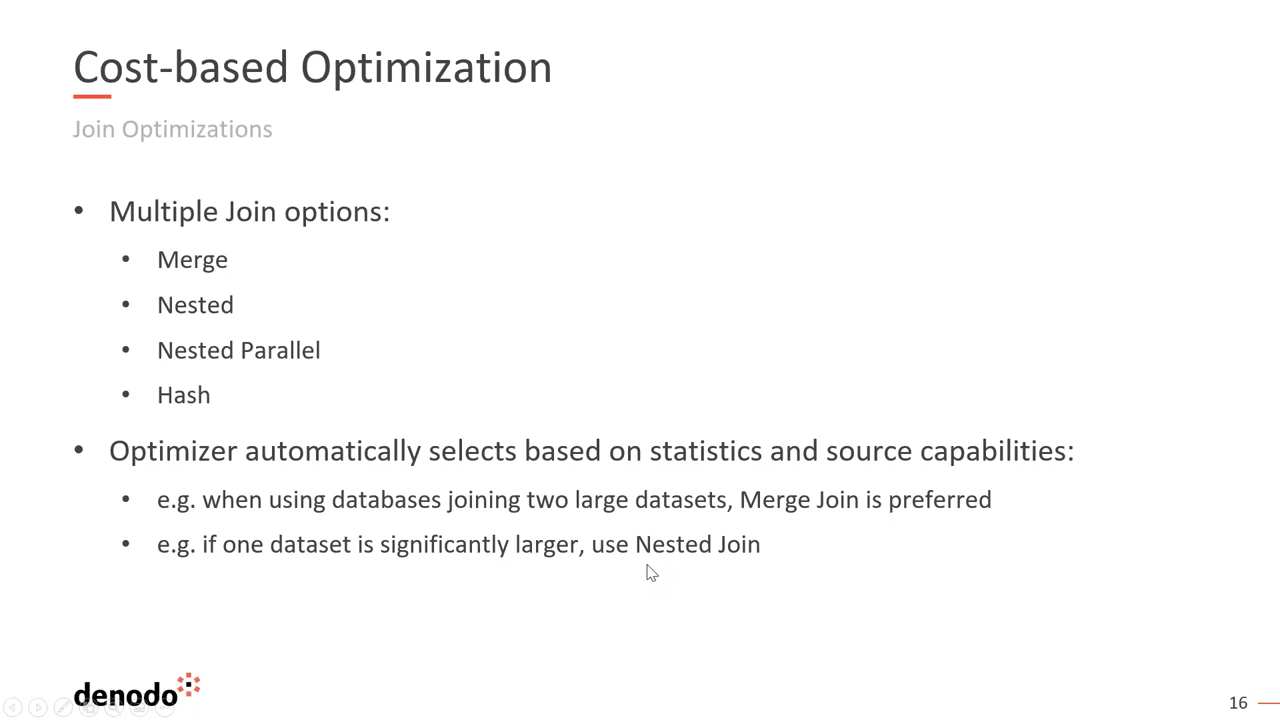 Cost-based Optimization
Join Optimizations
• Multiple Join options:
• Merge
• Nested
• Nested Parallel
• Hash
• Optimizer automatically selects based on statistics and source capabilities:
• e.g. when using databases joining two large datasets, Merge Join is preferred
• e.g. if one dataset is significantly larger, use Nested Join
denodo
16